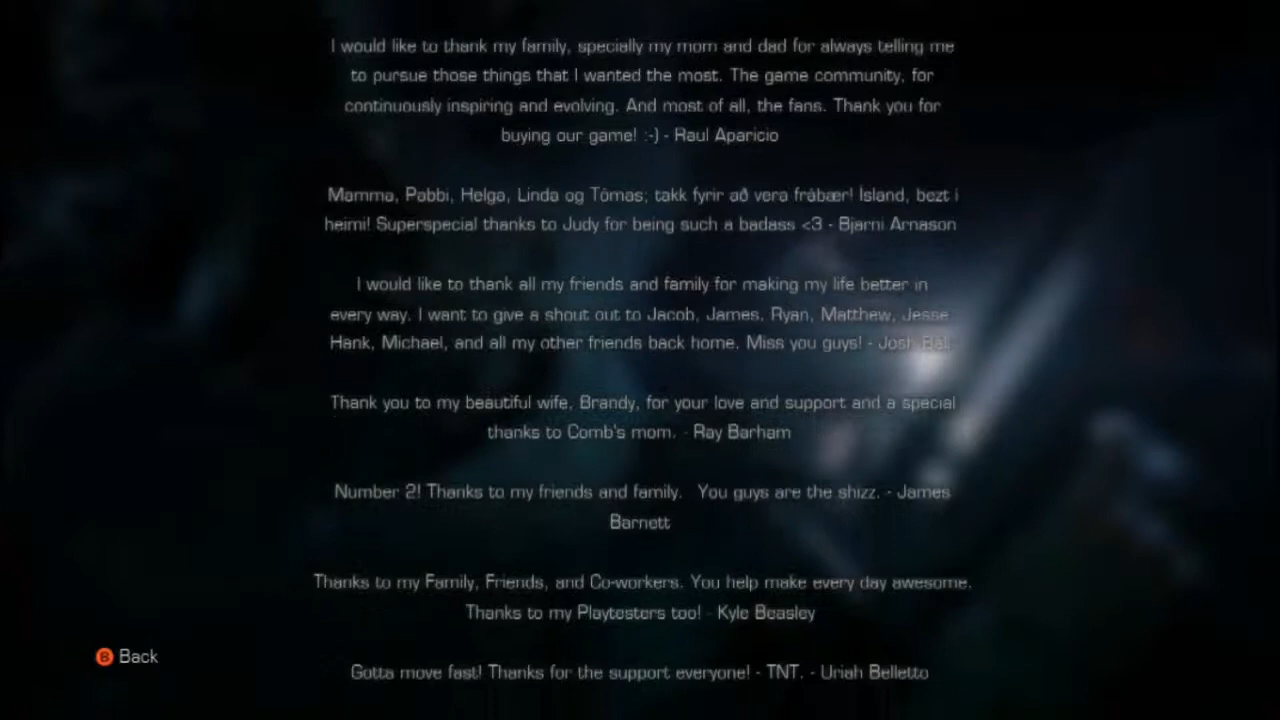 I would like to thank my family, specially my mom and dad for always telling me
to pursue those things that I wanted the most. The game community, for
continuously inspiring and evolving. And most of all, the fans. Thank you for
buying our game! :-) - Raul Aparicio
Mamma, Pabbi, Helga, Linda og Tómas; takk fyrir að vera frábær! Ísland, bezt í
heimi! Superspecial thanks to Judy for being such a badass <3 - Bjarni Arnason
I would like to thank all my friends and family for making my life better in
every way. I want to give a shout out to Jacob, James, Ryan, Matthew, Jesse
Hank, Michael, and all my other friends back home. Miss you guys! - Josh
Thank you to my beautiful wife, Brandy, for your love and support and a special
thanks to Comb's mom. - Ray Barham
Number 2! Thanks to my friends and family. You guys are the shizz. - James
Barnett
Thanks to my Family, Friends, and Co-workers. You help make every day awesome.
Thanks to my Playtesters too! - Kyle Beasley
B Back
Gotta move fast! Thanks for the support everyone! - TNT. - Uriah Belletto